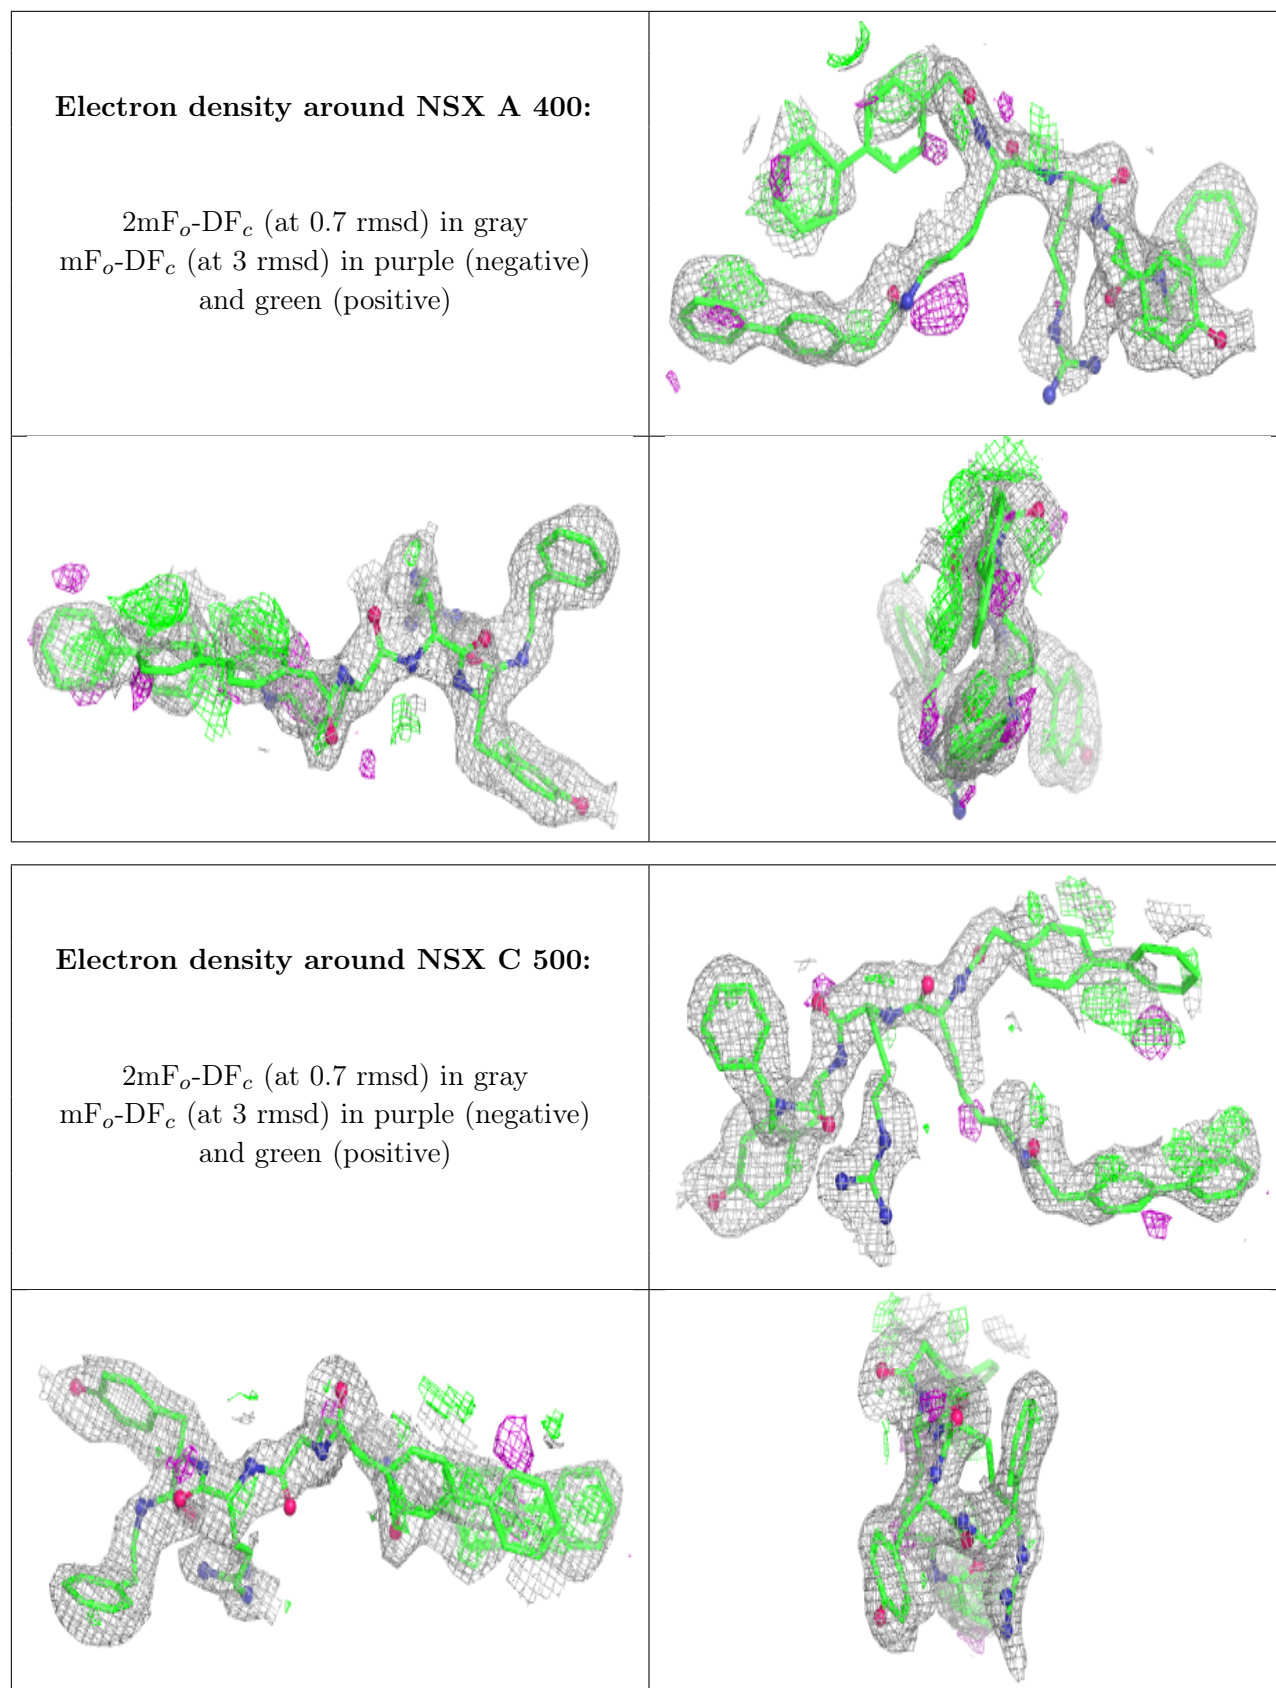 Electron density around NSX A 400:
2mFo-DFc (at 0.7 rmsd) in gray
mFo-DFc (at 3 rmsd) in purple (negative)
and green (positive)
Electron density around NSX C 500:
2mFo-DFc (at 0.7 rmsd) in gray
mFo-DFc (at 3 rmsd) in purple (negative)
and green (positive)